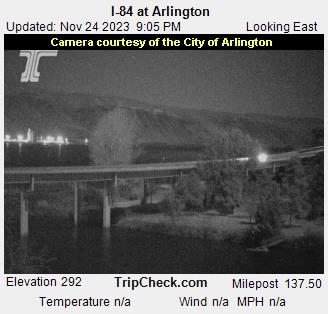 I-84 at Arlington
Updated: Nov 24 2023 9:05 PM Looking East
Camera courtesy of the City of Arlington
Elevation 292 TripCheck.com Milepost 137.50
Temperature n/a Wind n/a MPH n/a